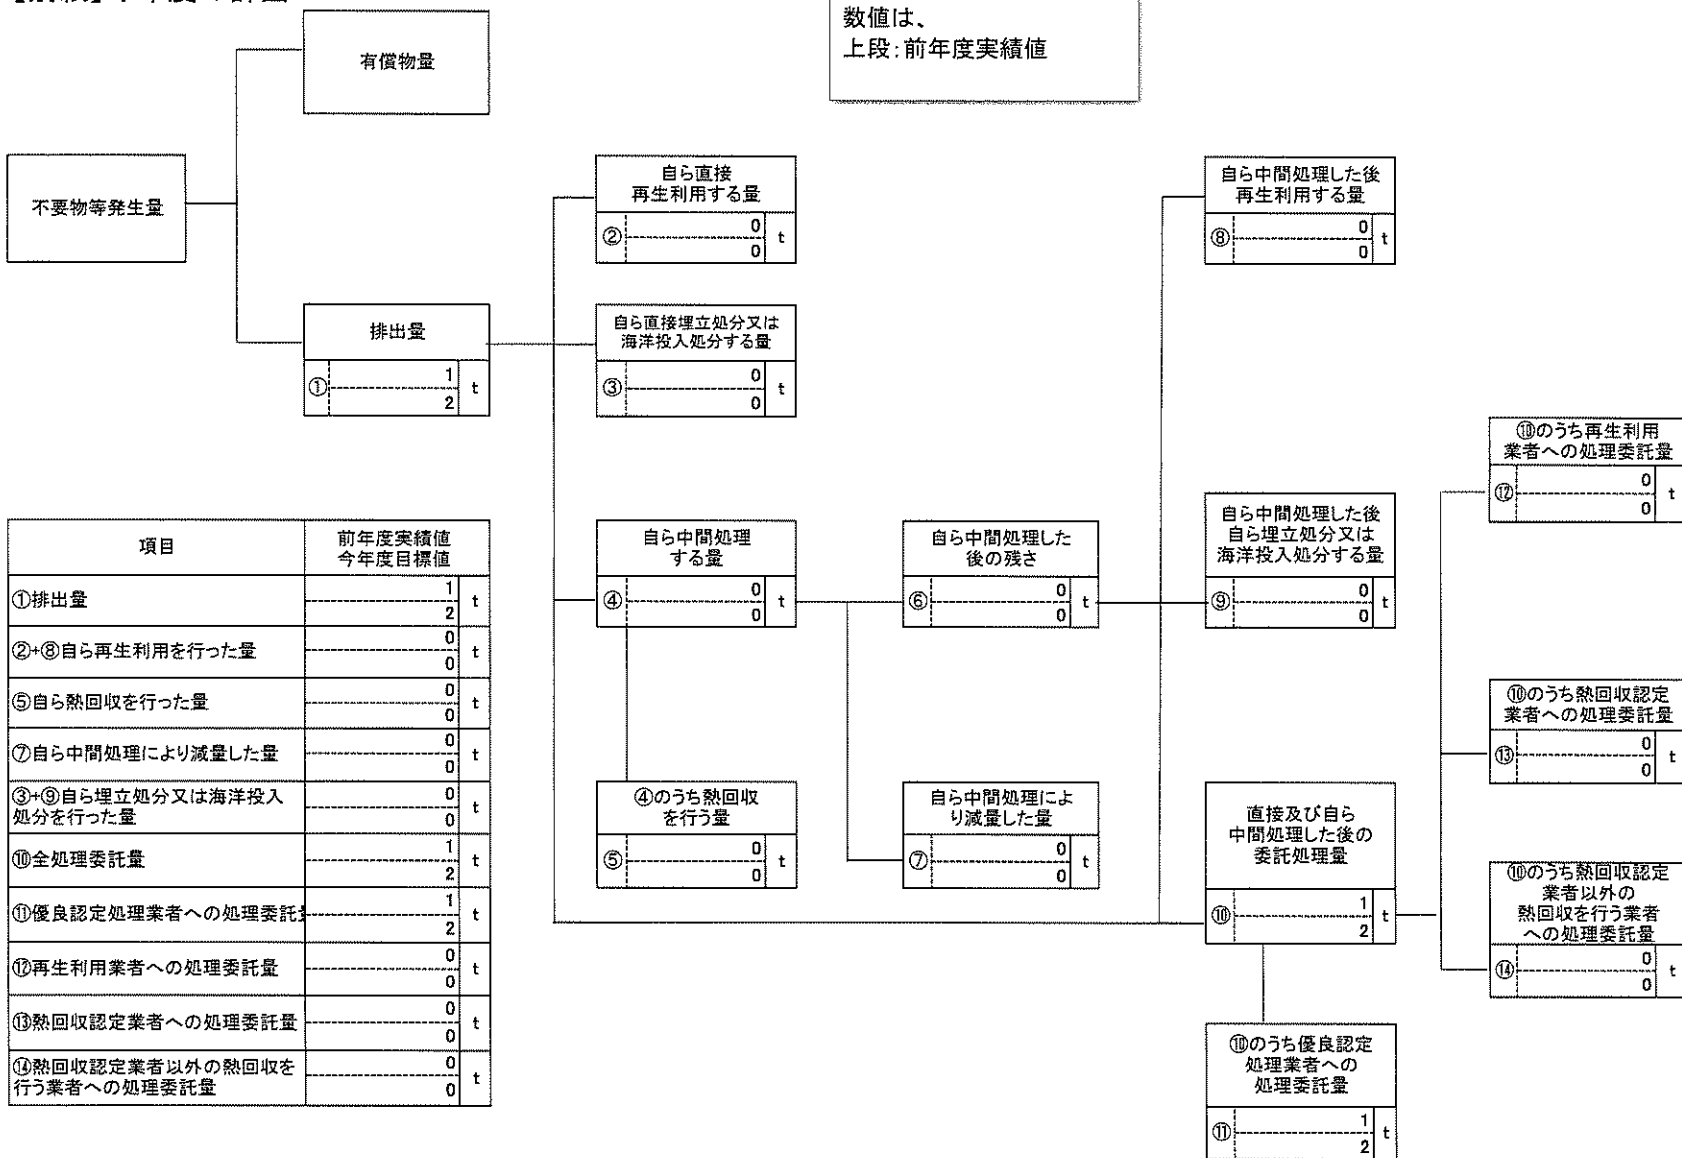 数値は、
上段:前年度実績値
有償物量
不要物等発生量
排出量
① 1 t
2
自ら直接
再生利用する量
② 0 t
0
自ら直接埋立処分又は
海洋投入処分する量
③ 0 t
0
自ら中間処理
する量
④ 0 t
0
④のうち熱回収
を行う量
⑤ 0 t
0
自ら中間処理した
後の残さ
⑥ 0 t
0
自ら中間処理によ
り減量した量
⑦ 0 t
0
自ら中間処理した後
再生利用する量
⑧ 0 t
0
自ら中間処理した後
自ら埋立処分又は
海洋投入処分する量
⑨ 0 t
0
直接及び自ら
中間処理した後の
委託処理量
⑩ 1 t
2
⑩のうち優良認定
処理業者への
処理委託量
⑪ 1 t
2
⑩のうち再生利用
業者への処理委託量
⑫ 0 t
0
⑩のうち熱回収認定
業者への処理委託量
⑬ 0 t
0
⑩のうち熱回収認定
業者以外の
熱回収を行う業者
への処理委託量
⑭ 0 t
0
項目 前年度実績値
今年度目標値
①排出量 1 t
2
②+⑧自ら再生利用を行った量 0 t
0
⑤自ら熱回収を行った量 0 t
0
⑦自ら中間処理により減量した量 0 t
0
③+⑨自ら埋立処分又は海洋投入
処分を行った量 0 t
0
⑩全処理委託量 1 t
2
⑪優良認定処理業者への処理委託 1 t
2
⑫再生利用業者への処理委託量 0 t
0
⑬熱回収認定業者への処理委託量 0 t
0
⑭熱回収認定業者以外の熱回収を
行う業者への処理委託量 0 t
0